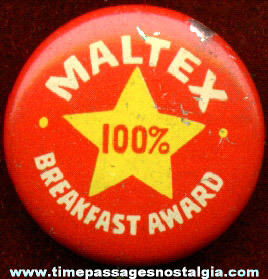 MALTEX
100%
BREAKFAST AWARD
www.timepassagesnostalgia.com